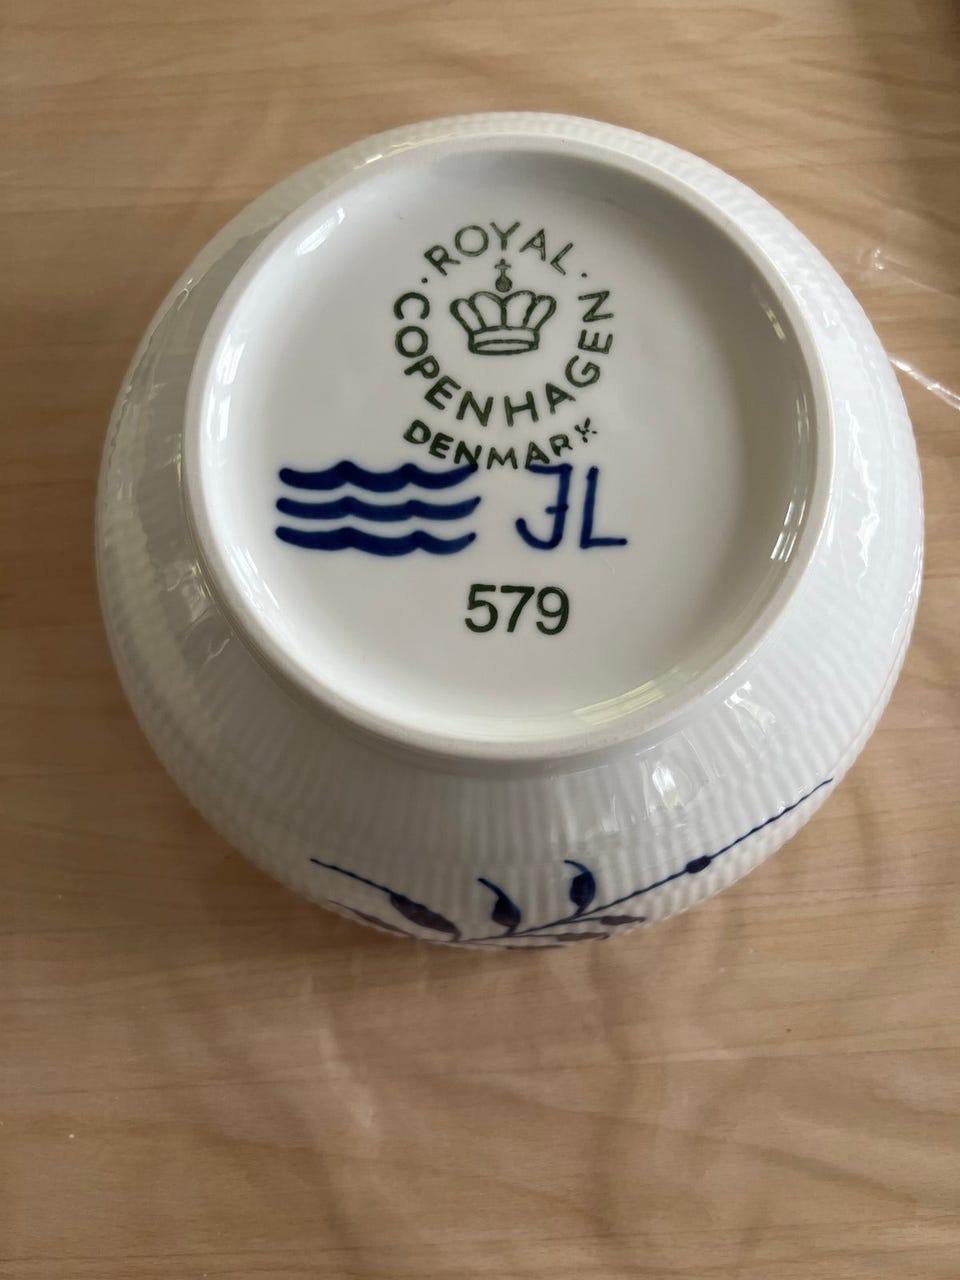 · ROYAL ·
COPENHAGEN
DENMARK
JL
579